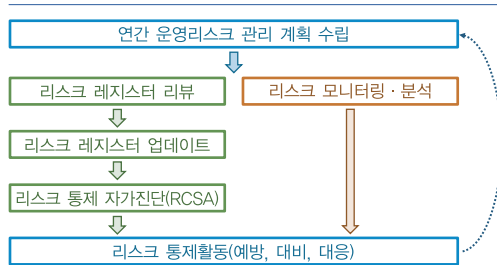 연간 운영리스크 관리 계획 수립
리스크 레지스터 리뷰
리스크 모니터링·분석
리스크 레지스터 업데이트
리스크 통제 자가진단(RCSA)
리스크 통제활동(예방, 대비, 대응)